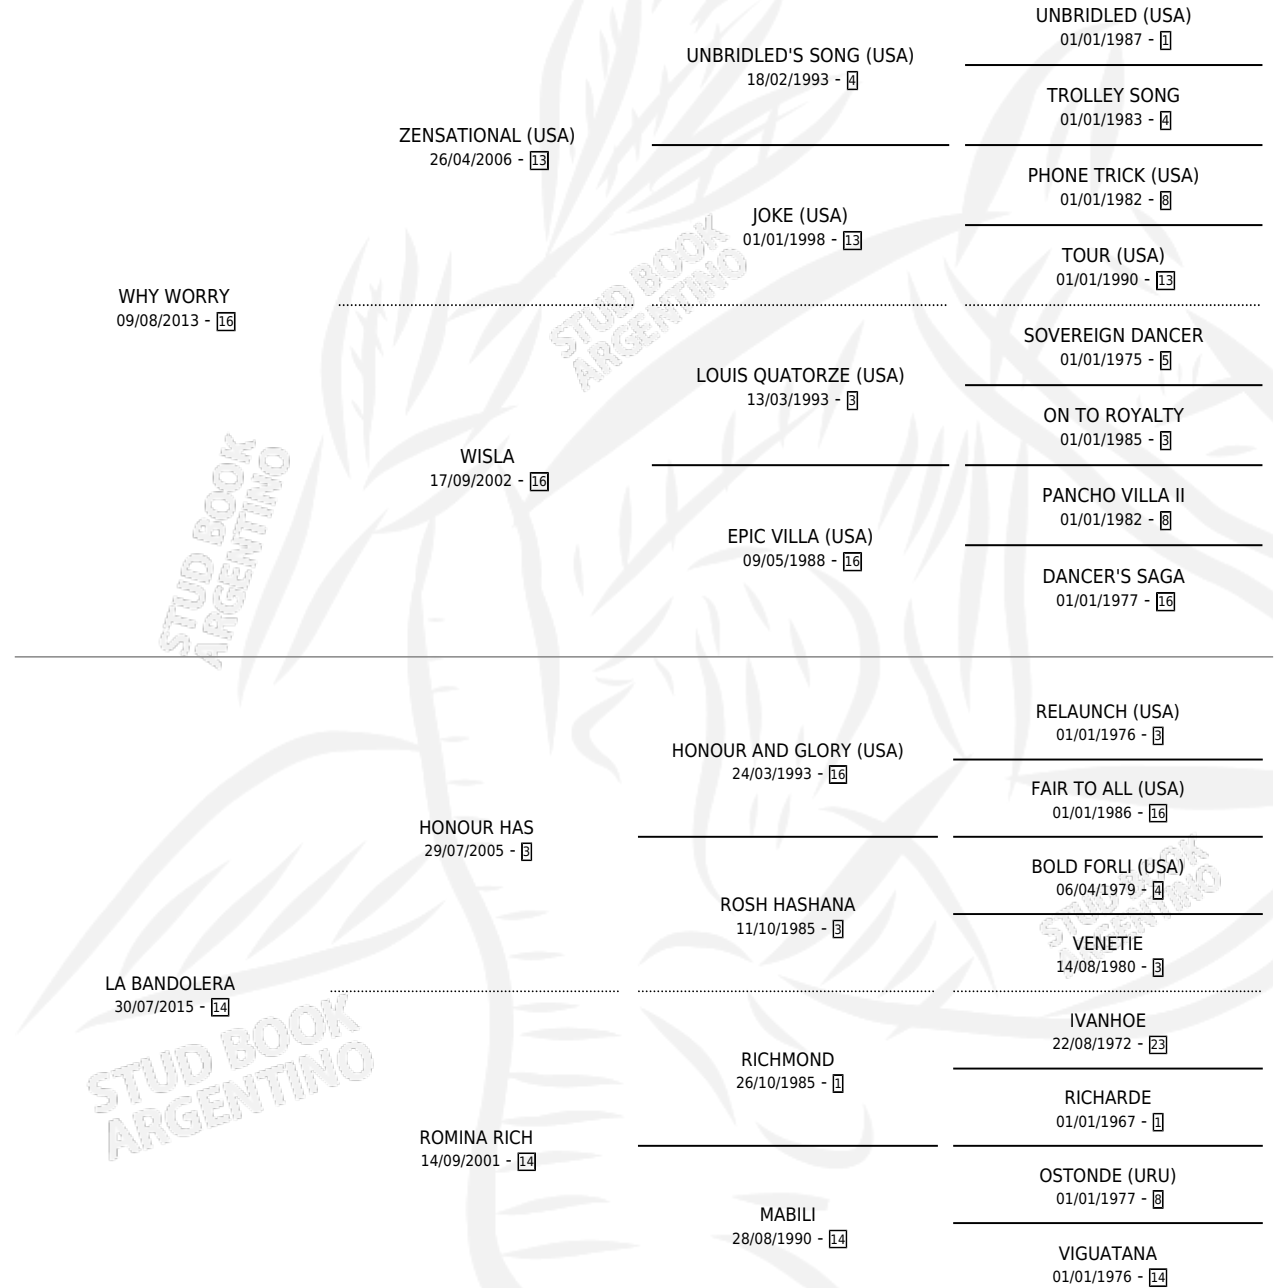 UNBRIDLED (USA)
01/01/1987 - 1
UNBRIDLED'S SONG (USA)
18/02/1993 - 4
TROLLEY SONG
01/01/1983 - 4
ZENSATIONAL (USA)
26/04/2006 - 13
PHONE TRICK (USA)
01/01/1982 - 8
JOKE (USA)
01/01/1998 - 13
TOUR (USA)
01/01/1990 - 13
WHY WORRY
09/08/2013 - 16
STUD BOOK
ARGENTINO
SOVEREIGN DANCER
01/01/1975 - 5
LOUIS QUATORZE (USA)
13/03/1993 - 3
ON TO ROYALTY
01/01/1985 - 3
WISLA
17/09/2002 - 16
PANCHO VILLA II
01/01/1982 - 8
EPIC VILLA (USA)
09/05/1988 - 16
DANCER'S SAGA
01/01/1977 - 16
STUD BOOK
ARGENTINO
RELAUNCH (USA)
01/01/1976 - 3
HONOUR AND GLORY (USA)
24/03/1993 - 16
FAIR TO ALL (USA)
01/01/1986 - 16
HONOUR HAS
29/07/2005 - 3
BOLD FORLI (USA)
06/04/1979 - 4
ROSH HASHANA
11/10/1985 - 3
STUD BOOK
ARGENTINO
VENETIE
14/08/1980 - 3
LA BANDOLERA
30/07/2015 - 14
IVANHOE
22/08/1972 - 23
RICHMOND
26/10/1985 - 1
STUD BOOK
ARGENTINO
RICHARDE
01/01/1967 - 1
ROMINA RICH
14/09/2001 - 14
OSTONDE (URU)
01/01/1977 - 8
MABILI
28/08/1990 - 14
VIGUATANA
01/01/1976 - 14